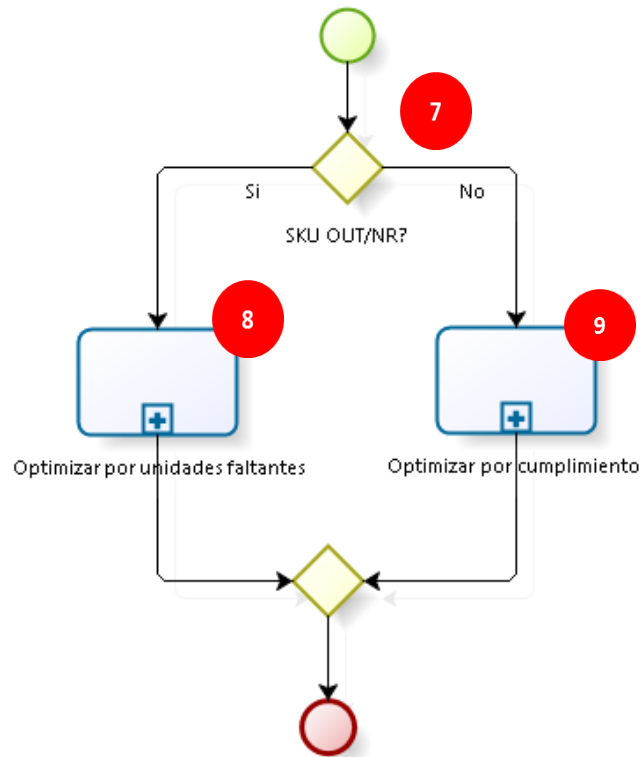 7
Si
No
SKU OUT/NR?
8
9
Optimizar por unidades faltantes
Optimizar por cumplimiento